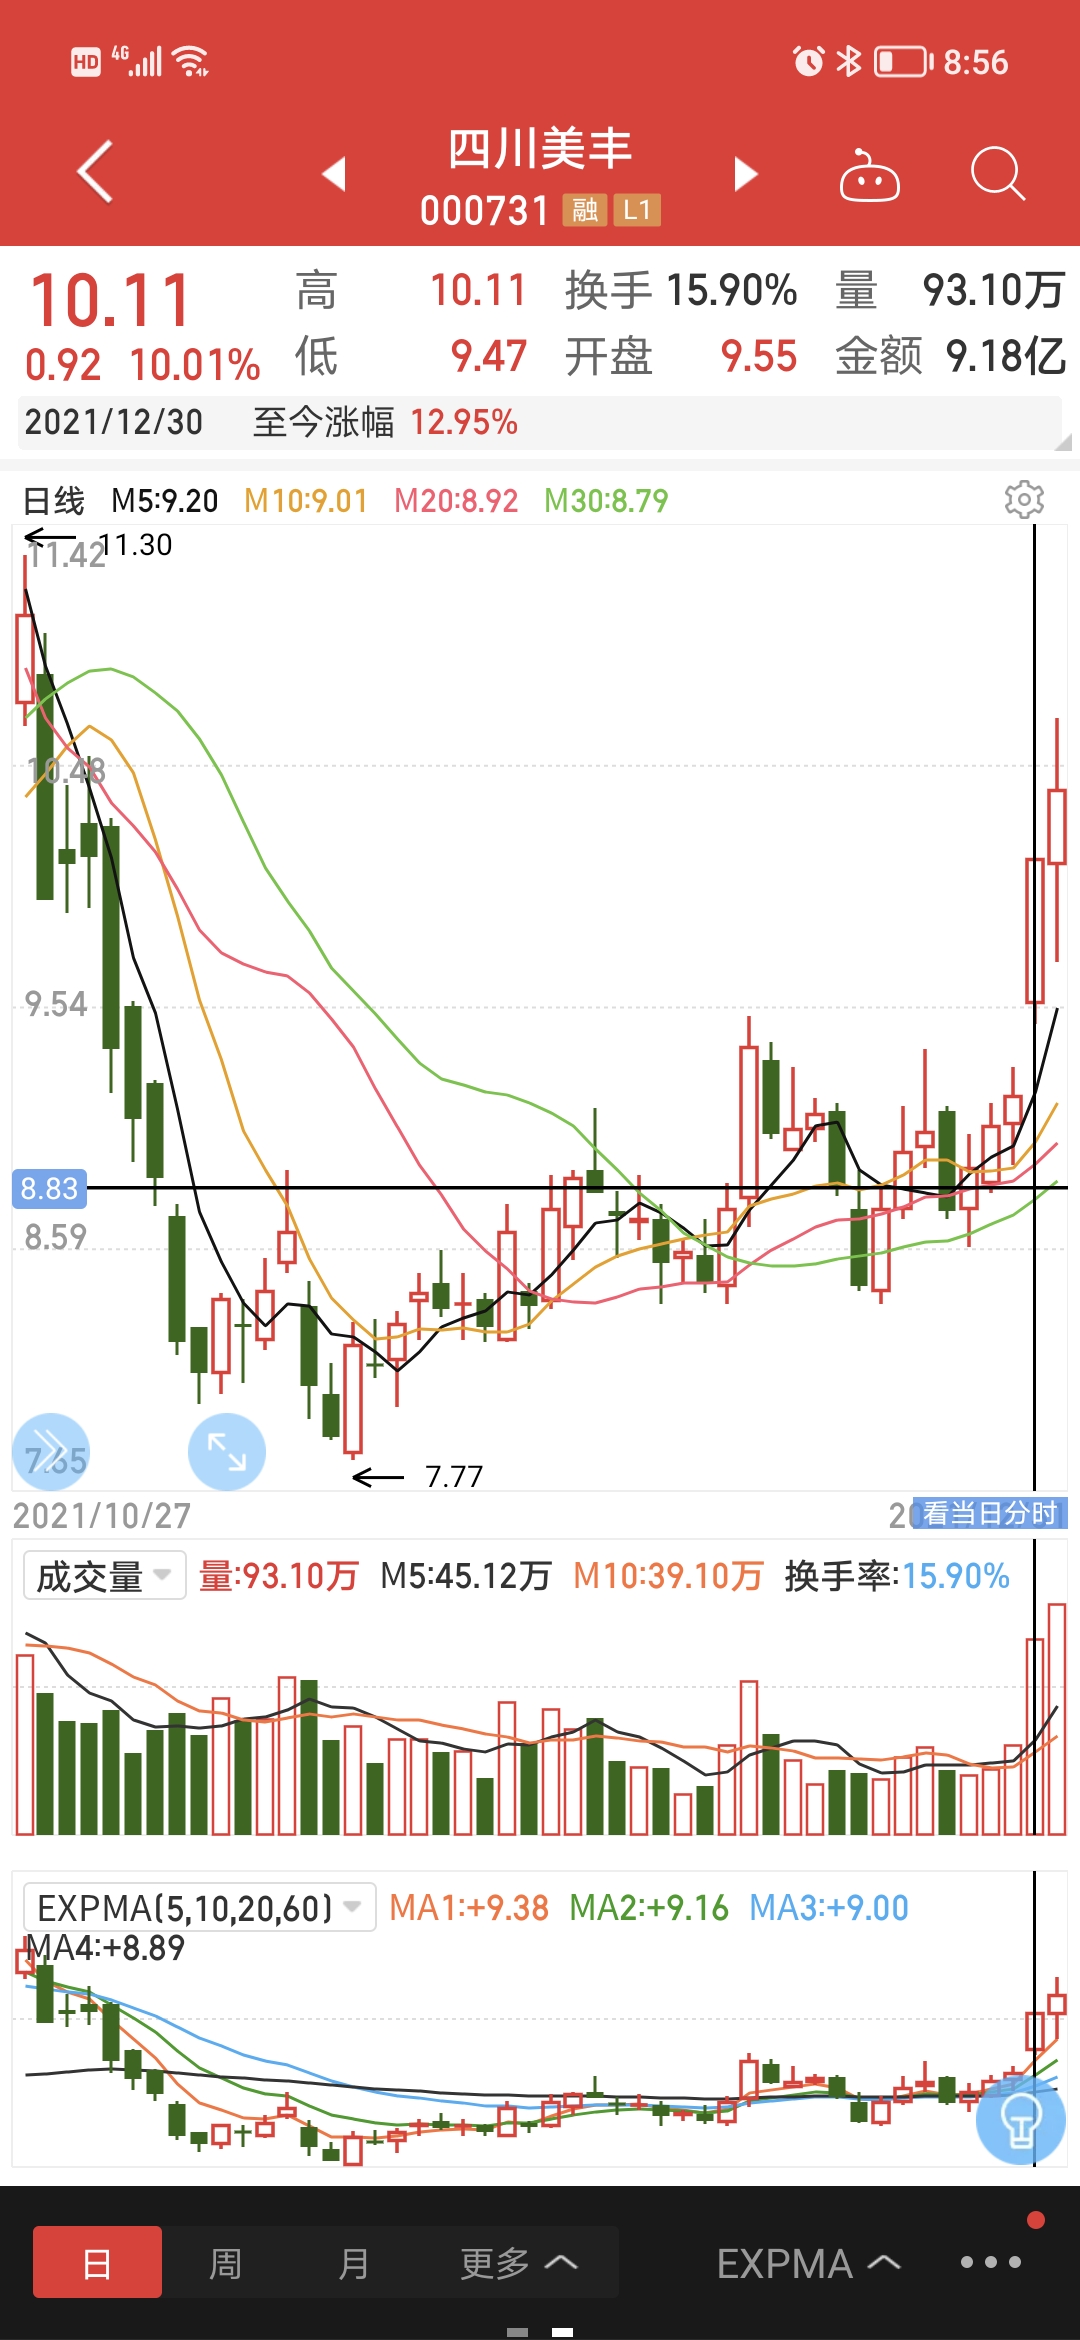 HD 4G 8:56
四川美丰
000731 融 L1
10.11 高 10.11 换手 15.90% 量 93.10万
0.92 10.01% 低 9.47 开盘 9.55 金额 9.18亿
2021/12/30 至今涨幅 12.95%
日线 M5:9.20 M10:9.01 M20:8.92 M30:8.79
11.42 11.30
10.48
9.54
8.83
8.59
7.65
7.77
2021/10/27 看当日分时
成交量 量:93.10万 M5:45.12万 M10:39.10万 换手率:15.90%
EXPMA(5,10,20,60) MA1:+9.38 MA2:+9.16 MA3:+9.00
MA4:+8.89
日 周 月 更多 EXPMA